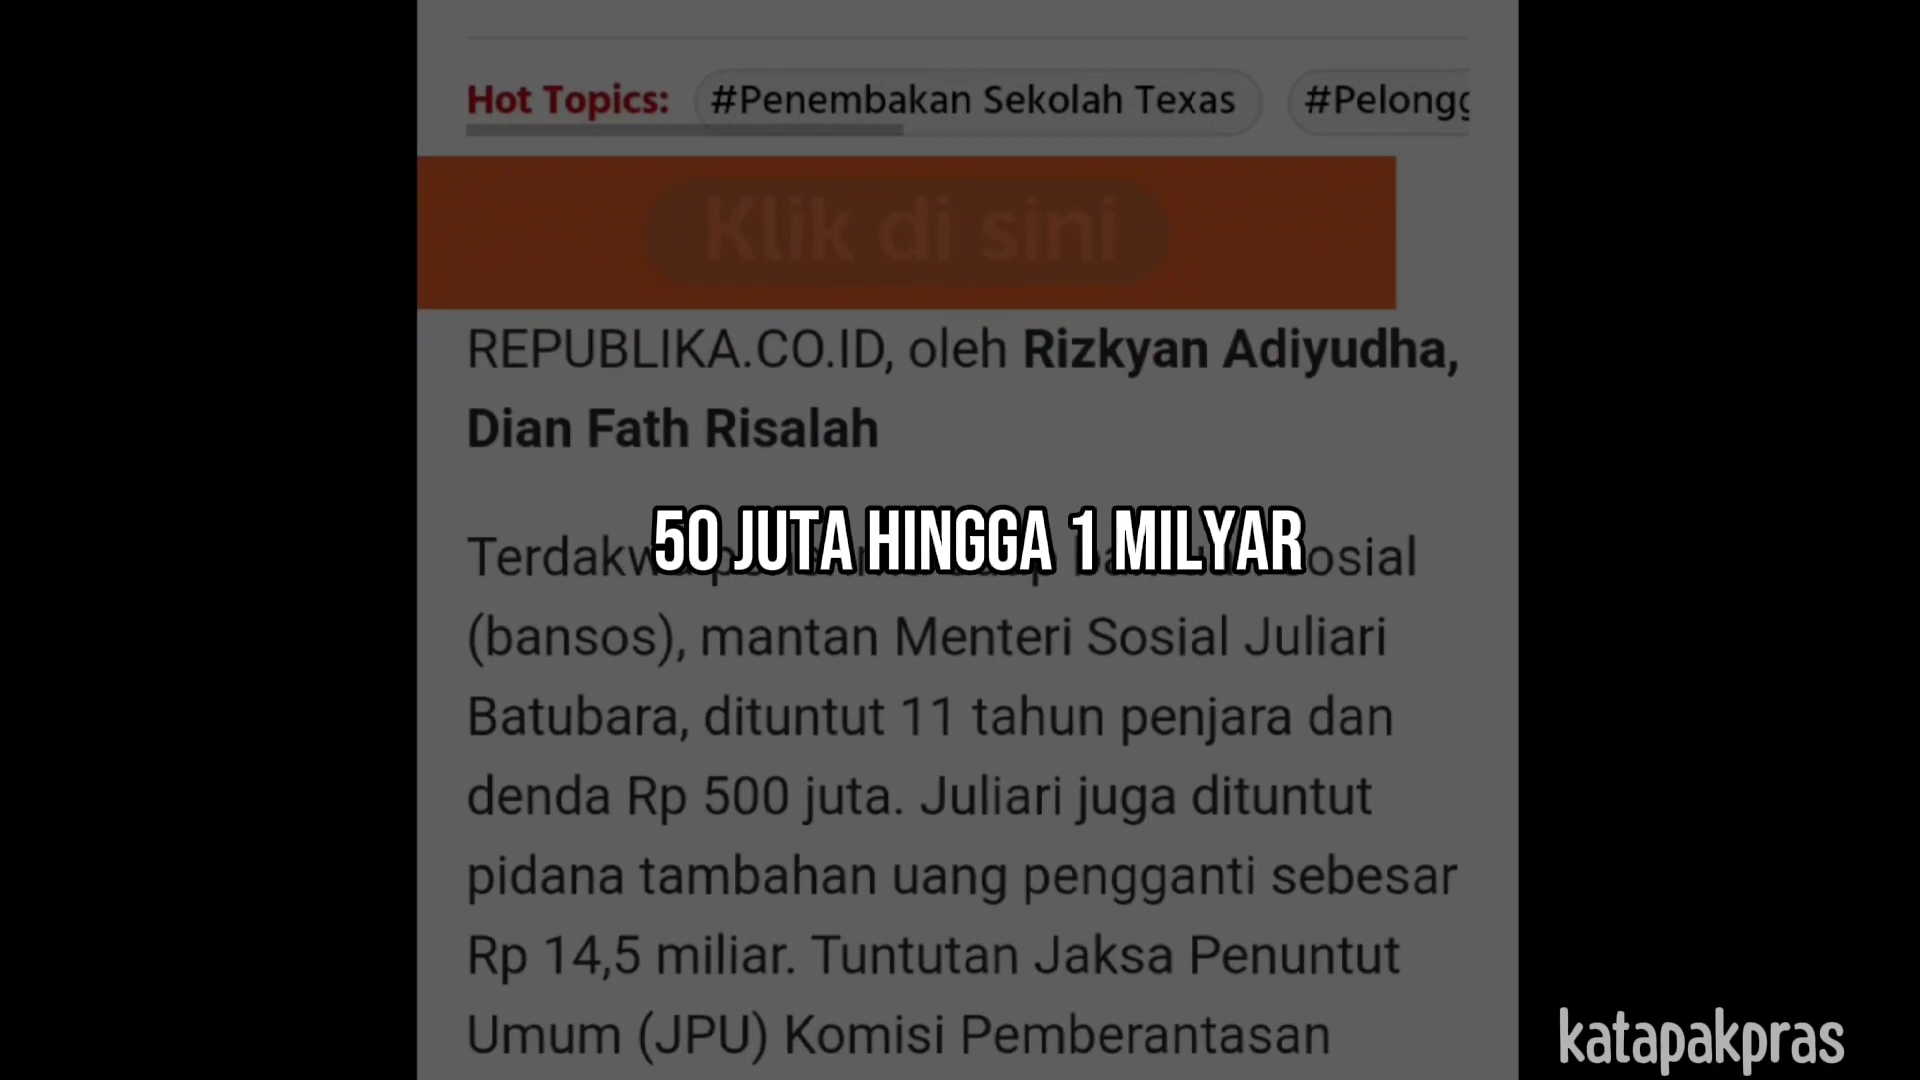 Hot Topics: #Penembakan Sekolah Texas
Klik di sini
REPUBLIKA.CO.ID, oleh Rizkyan Adiyudha,
Dian Fath Risalah
50 JUTA HINGGA 1 MILYAR
(bansos), mantan Menteri Sosial Juliari
Batubara, dituntut 11 tahun penjara dan
denda Rp 500 juta. Juliari juga dituntut
pidana tambahan uang pengganti sebesar
Rp 14,5 miliar. Tuntutan Jaksa Penuntut
Umum (JPU) Komisi Pemberantasan
katapakpras